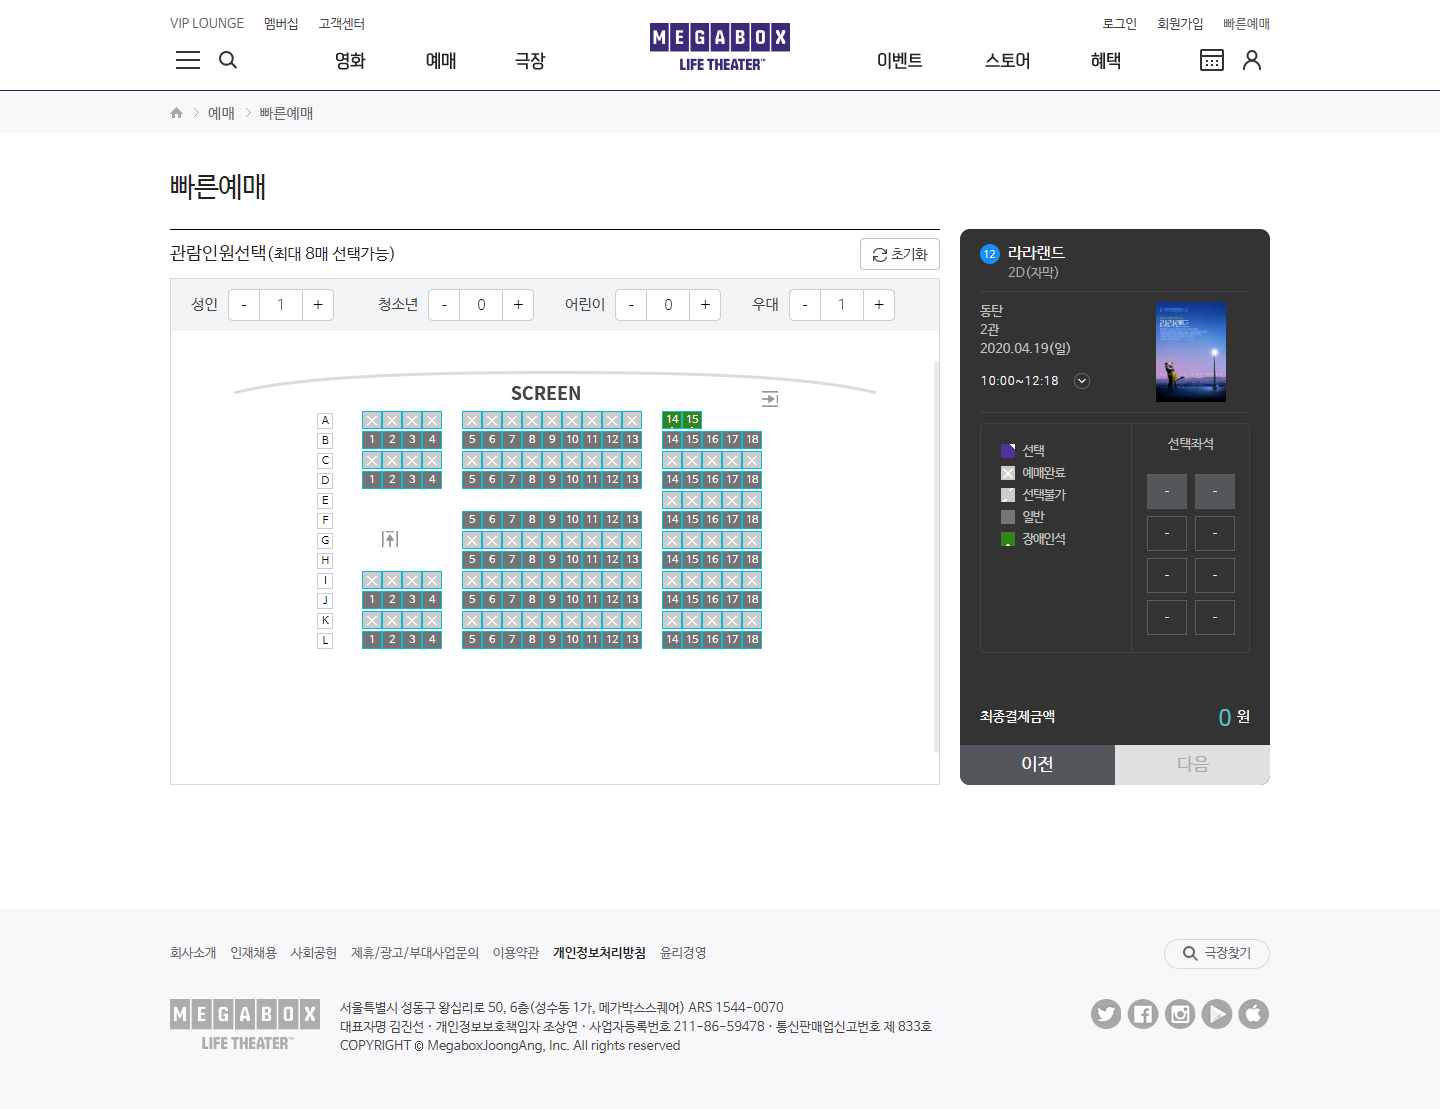 VIP LOUNGE 멤버십 고객센터 로그인 회원가입 빠른예매
MEGABOX
LIFE THEATER™
영화 예매 극장 이벤트 스토어 혜택
예매 빠른예매
빠른예매
관람인원선택(최대 8매 선택가능) 초기화
성인 - 1 + 청소년 - 0 + 어린이 - 0 + 우대 - 1 +
SCREEN
A 14 15
B 1 2 3 4 5 6 7 8 9 10 11 12 13 14 15 16 17 18
C
D 1 2 3 4 5 6 7 8 9 10 11 12 13 14 15 16 17 18
E
F 5 6 7 8 9 10 11 12 13 14 15 16 17 18
G
H 5 6 7 8 9 10 11 12 13 14 15 16 17 18
I
J 1 2 3 4 5 6 7 8 9 10 11 12 13 14 15 16 17 18
K
L 1 2 3 4 5 6 7 8 9 10 11 12 13 14 15 16 17 18
12 라라랜드
2D(자막)
동탄
2관
2020.04.19(일)
10:00~12:18
라라랜드
선택
예매완료
선택불가
일반
장애인석
선택좌석
- -
- -
- -
- -
최종결제금액 0 원
이전 다음
회사소개 인재채용 사회공헌 제휴/광고/부대사업문의 이용약관 개인정보처리방침 윤리경영 극장찾기
MEGABOX
LIFE THEATER™
서울특별시 성동구 왕십리로 50, 6층(성수동 1가, 메가박스스퀘어) ARS 1544-0070
대표자명 김진선 · 개인정보보호책임자 조상연 · 사업자등록번호 211-86-59478 · 통신판매업신고번호 제 833호
COPYRIGHT © MegaboxJoongAng, Inc. All rights reserved